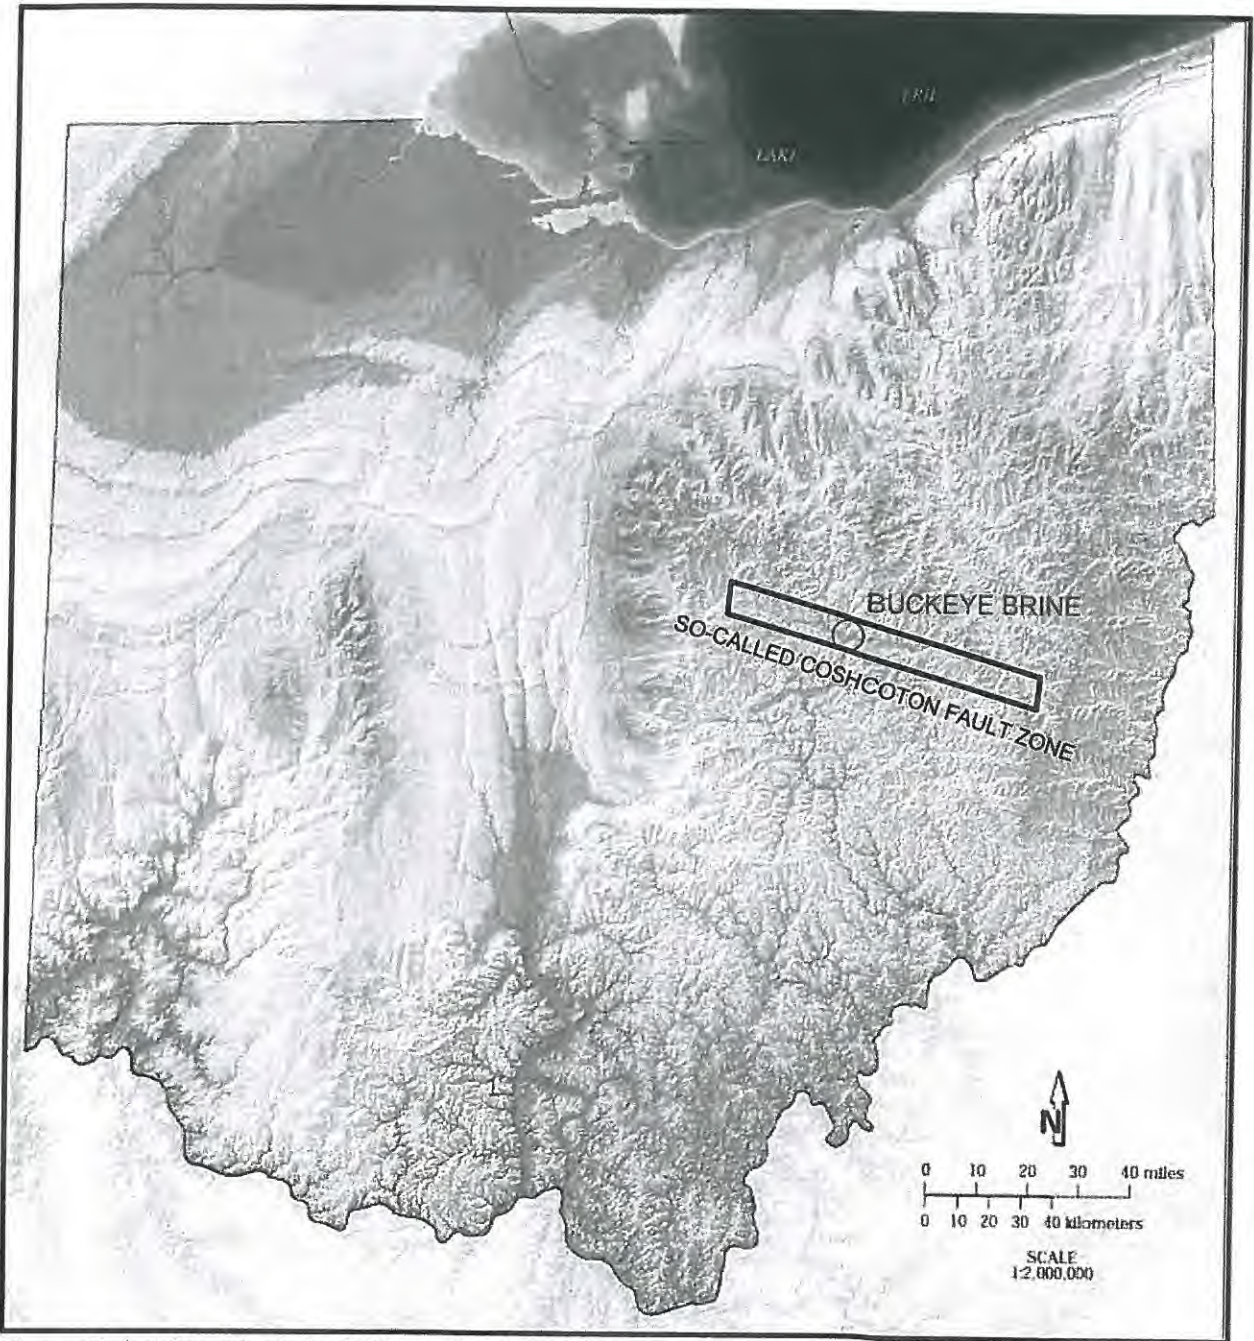 ERIE
LAKE
BUCKEYE BRINE
SO-CALLED COSHCOTON FAULT ZONE
N
0 10 20 30 40 miles
0 10 20 30 40 kilometers
SCALE
1:2,000,000